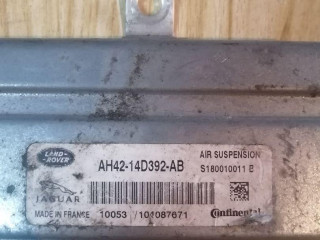 LAND-
ROVER
AH42-14D392-AB
AIR SUSPENSION
S180010011 E
JAGUAR
MADE IN FRANCE 10053 /101087671
Continental